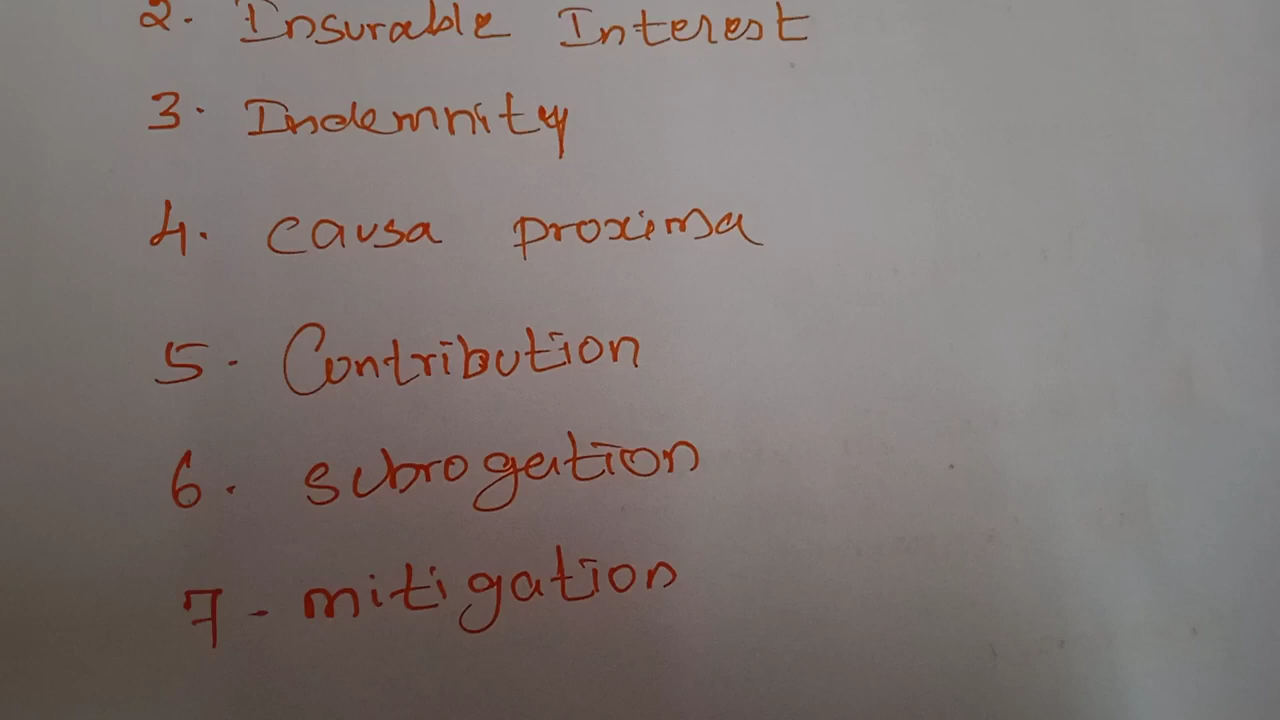 2. Insurable Interest
3. Indemnity
4. causa proxima
5. Contribution
6. subrogation
7 - mitigation